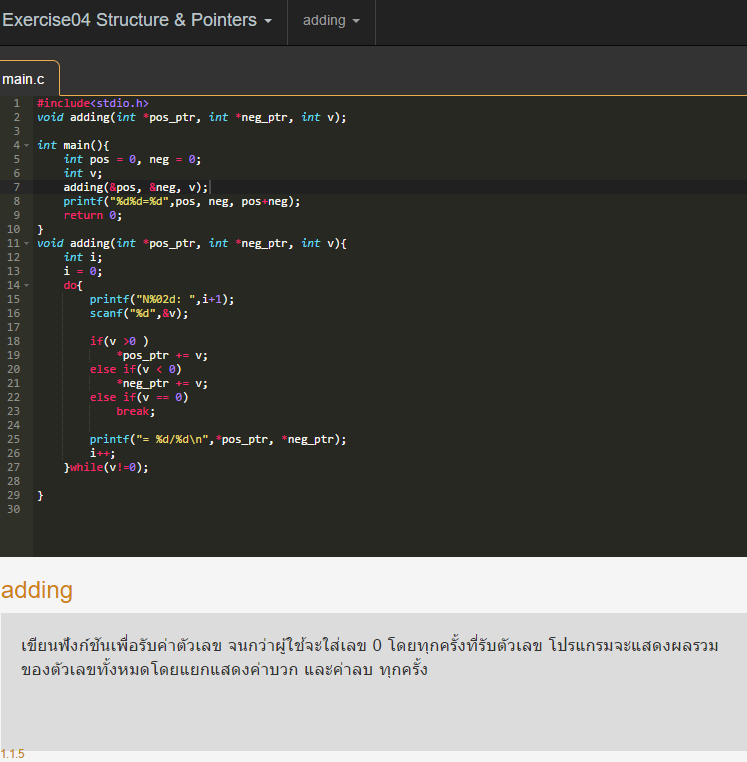 Exercise04 Structure & Pointers adding
main.c
1 #include<stdio.h>
2 void adding(int *pos_ptr, int *neg_ptr, int v);
3
4 int main(){
5 int pos = 0, neg = 0;
6 int v;
7 adding(&pos, &neg, v);
8 printf("%d%d=%d",pos, neg, pos+neg);
9 return 0;
10 }
11 void adding(int *pos_ptr, int *neg_ptr, int v){
12 int i;
13 i = 0;
14 do{
15 printf("N%02d: ",i+1);
16 scanf("%d",&v);
17
18 if(v >0 )
19 *pos_ptr += v;
20 else if(v < 0)
21 *neg_ptr += v;
22 else if(v == 0)
23 break;
24
25 printf("= %d/%d\n",*pos_ptr, *neg_ptr);
26 i++;
27 }while(v!=0);
28
29 }
30
adding
เขียนฟังก์ชันเพื่อรับค่าตัวเลข จนกว่าผู้ใช้จะใส่เลข 0 โดยทุกครั้งที่รับตัวเลข โปรแกรมจะแสดงผลรวม
ของตัวเลขทั้งหมดโดยแยกแสดงค่าบวก และค่าลบ ทุกครั้ง
1.1.5